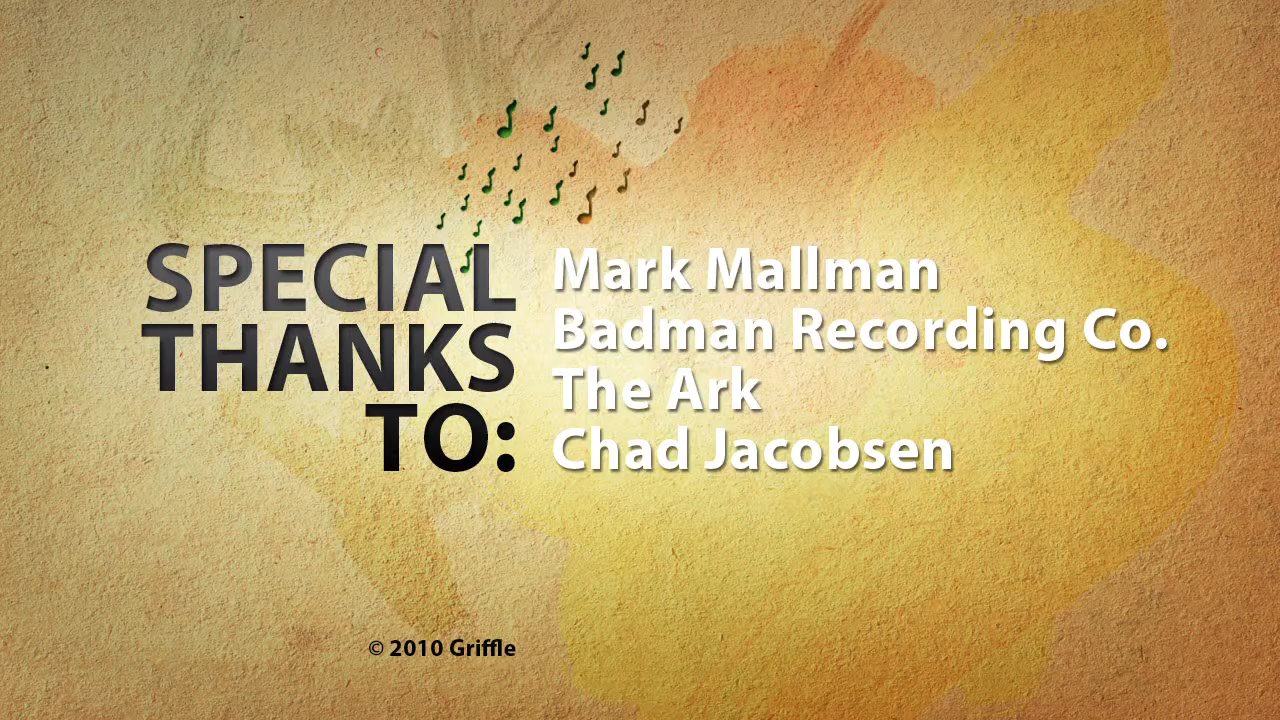 SPECIAL
THANKS
TO:
Mark Mallman
Badman Recording Co.
The Ark
Chad Jacobsen
© 2010 Griffle